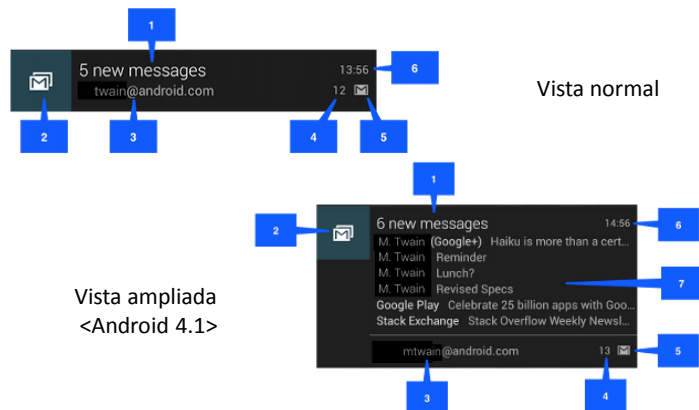 1
5 new messages
13:56
6
twain@android.com
12
Vista normal
2
3
4
5
1
2
6 new messages
14:56
6
M. Twain (Google+) Haiku is more than a cert...
M. Twain Reminder
M. Twain Lunch?
M. Twain Revised Specs
7
Google Play Celebrate 25 billion apps with Goo...
Stack Exchange Stack Overflow Weekly Newsl...
Vista ampliada
<Android 4.1>
mtwain@android.com
13
5
3
4